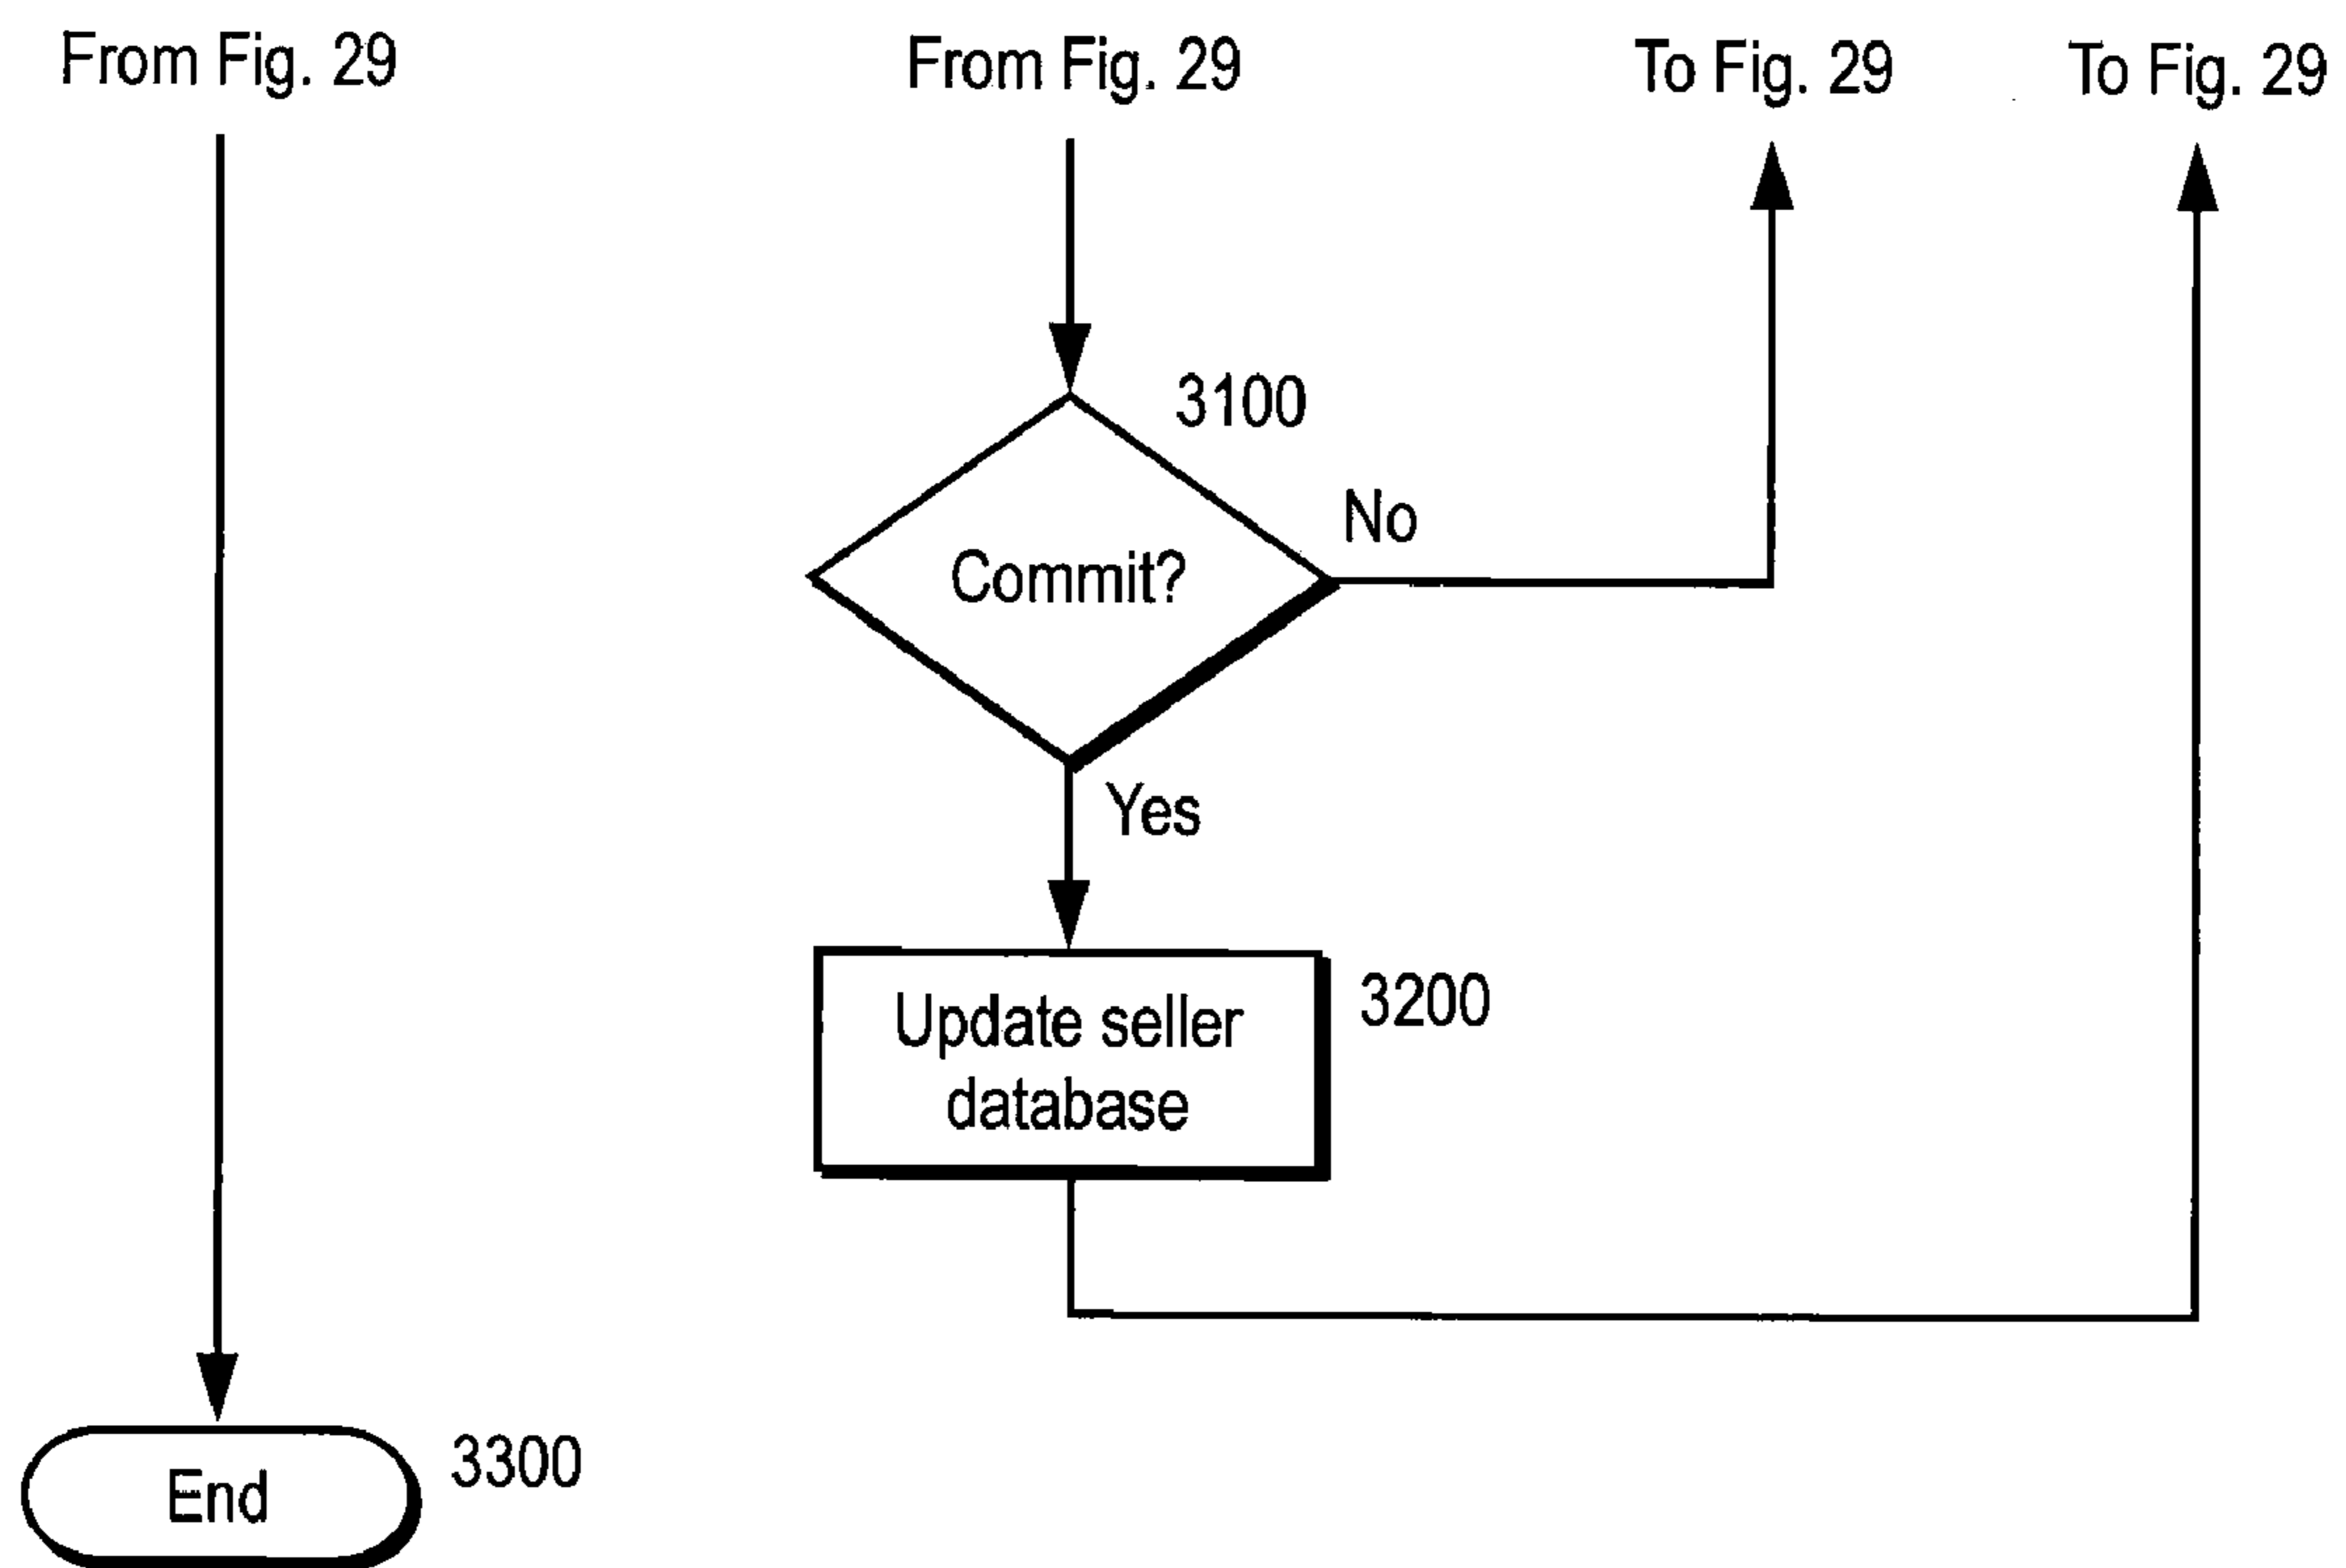 From Fig. 29
From Fig. 29
To Fig. 29
To Fig. 29
3100
No
Commit?
Yes
Update seller
database
3200
3300
End